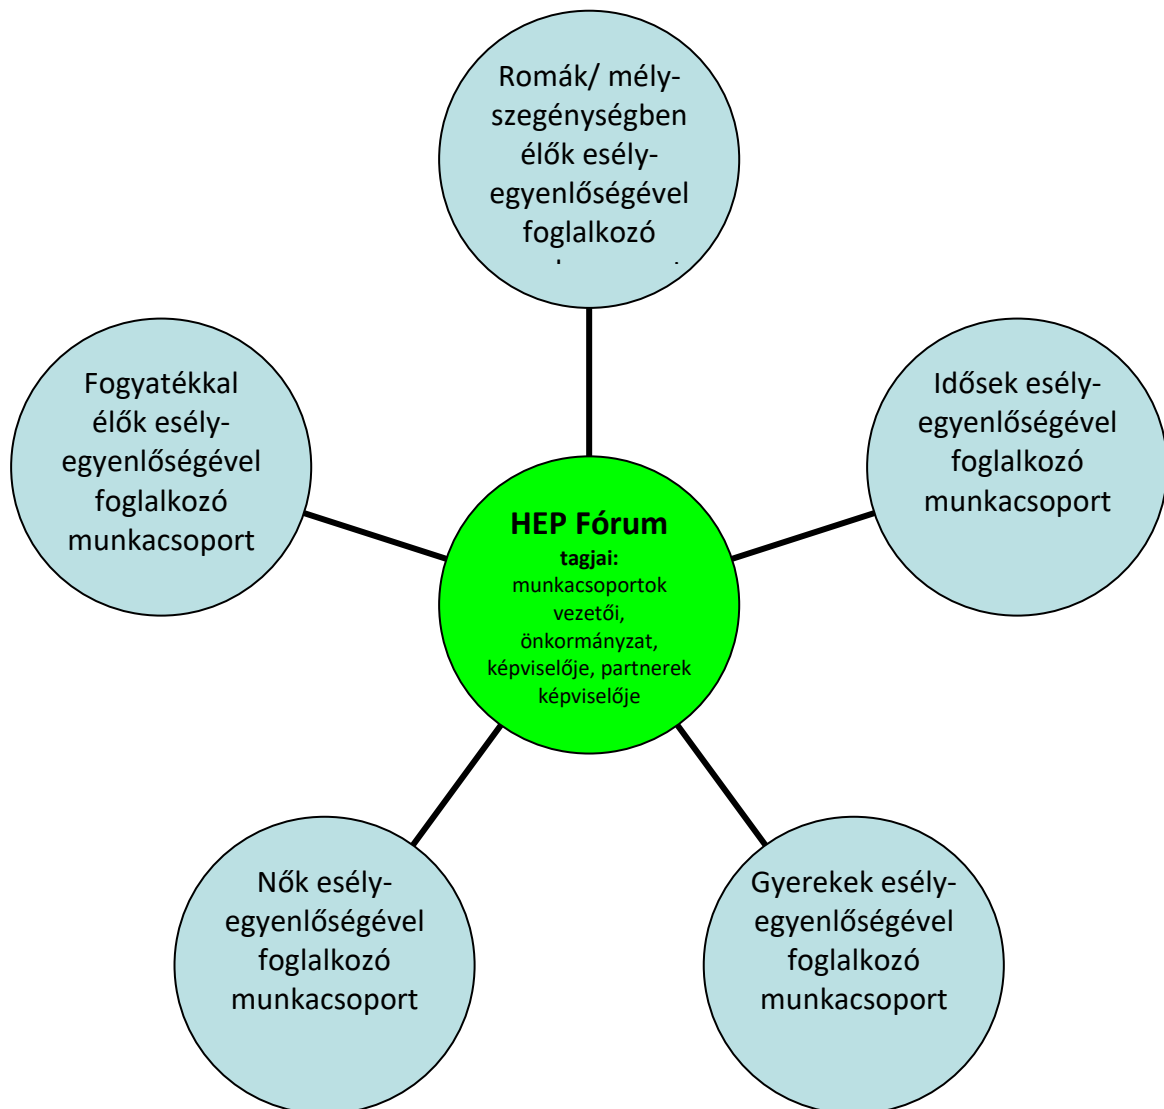 Romák/ mély-
szegénységben
élők esély-
egyenlőségével
foglalkozó
Fogyatékkal
élők esély-
egyenlőségével
foglalkozó
munkacsoport
Idősek esély-
egyenlőségével
foglalkozó
munkacsoport
HEP Fórum
tagjai:
munkacsoportok
vezetői,
önkormányzat,
képviselője, partnerek
képviselője
Nők esély-
egyenlőségével
foglalkozó
munkacsoport
Gyerekek esély-
egyenlőségével
foglalkozó
munkacsoport